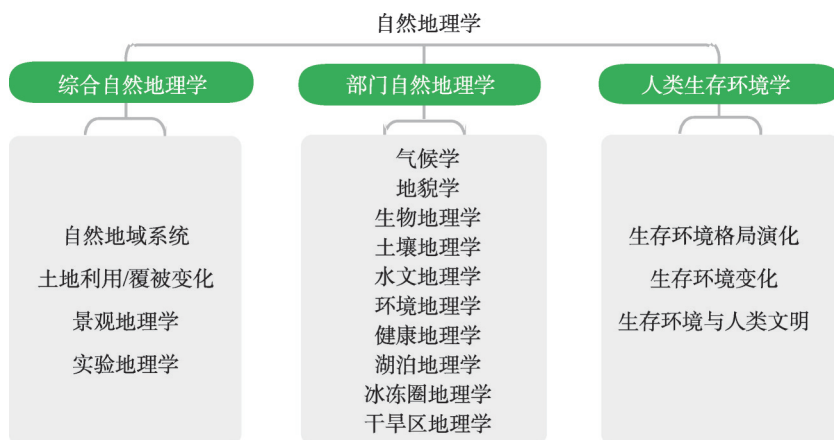 自然地理学
综合自然地理学
部门自然地理学
人类生存环境学
自然地域系统
土地利用/覆被变化
景观地理学
实验地理学
气候学
地貌学
生物地理学
土壤地理学
水文地理学
环境地理学
健康地理学
湖泊地理学
冰冻圈地理学
干旱区地理学
生存环境格局演化
生存环境变化
生存环境与人类文明